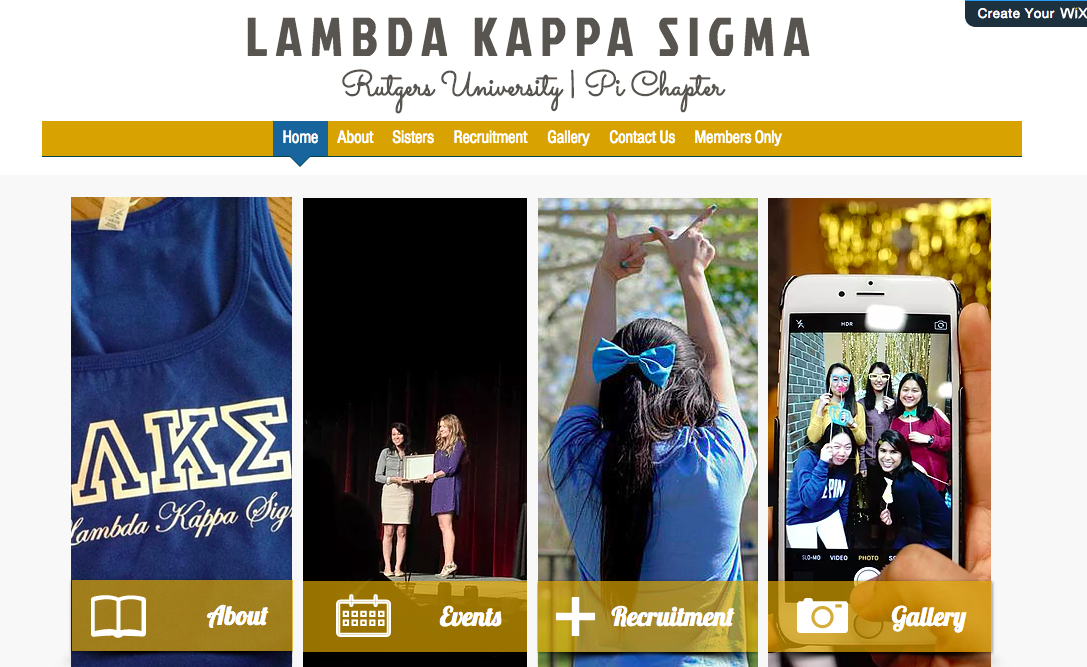 Create Your WiX
LAMBDA KAPPA SIGMA
Rutgers University | Pi Chapter
Home About Sisters Recruitment Gallery Contact Us Members Only
ΛΚΣ
Lambda Kappa Sig
HDR
SLO-MO VIDEO PHOTO
About
Events
Recruitment
Gallery